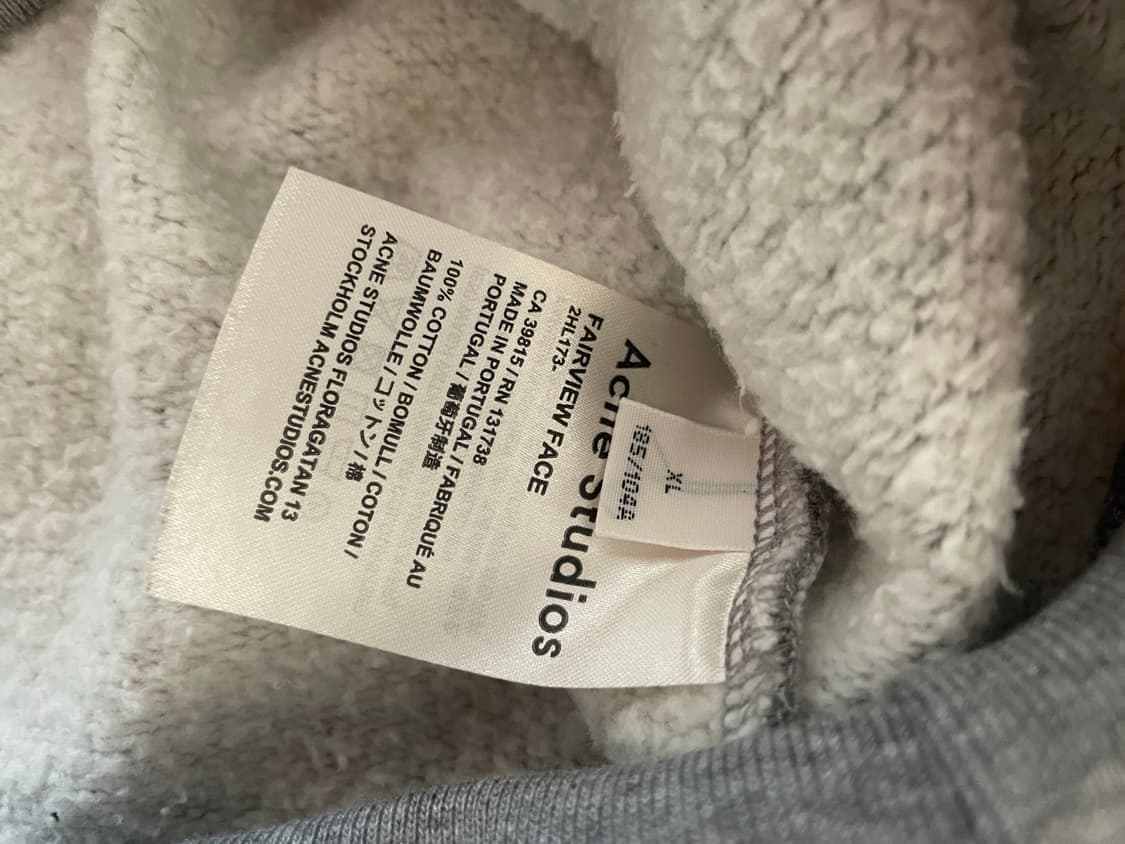 Acne Studios
XL
185/104A
FAIRVIEW FACE
2HL173-
CA 39815 / RN 131738
MADE IN PORTUGAL
PORTUGAL / 葡萄牙制造
PORTUGAL / FABRIQUÉ AU
100% COTTON / BOMULL / COTON /
BAUMWOLLE / コットン / 棉
ACNE STUDIOS FLORAGATAN 13
STOCKHOLM ACNESTUDIOS.COM